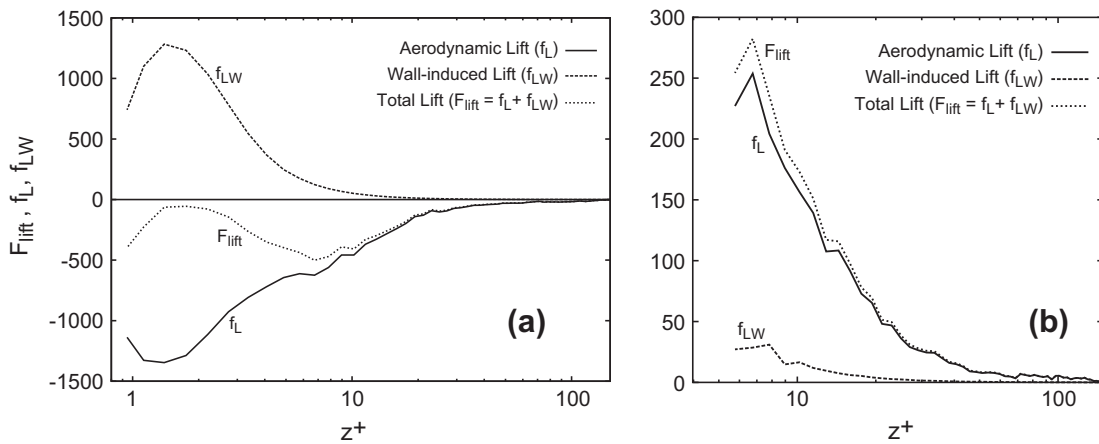 F_lift , f_L, f_LW
1500
1000
500
0
-500
-1000
-1500
Aerodynamic Lift (f_L)
Wall-induced Lift (f_LW)
Total Lift (F_lift = f_L+ f_LW)
f_LW
F_lift
f_L
(a)
1
10
100
z+
300
250
200
150
100
50
0
Aerodynamic Lift (f_L)
Wall-induced Lift (f_LW)
Total Lift (F_lift = f_L+ f_LW)
F_lift
f_L
f_LW
(b)
10
100
z+